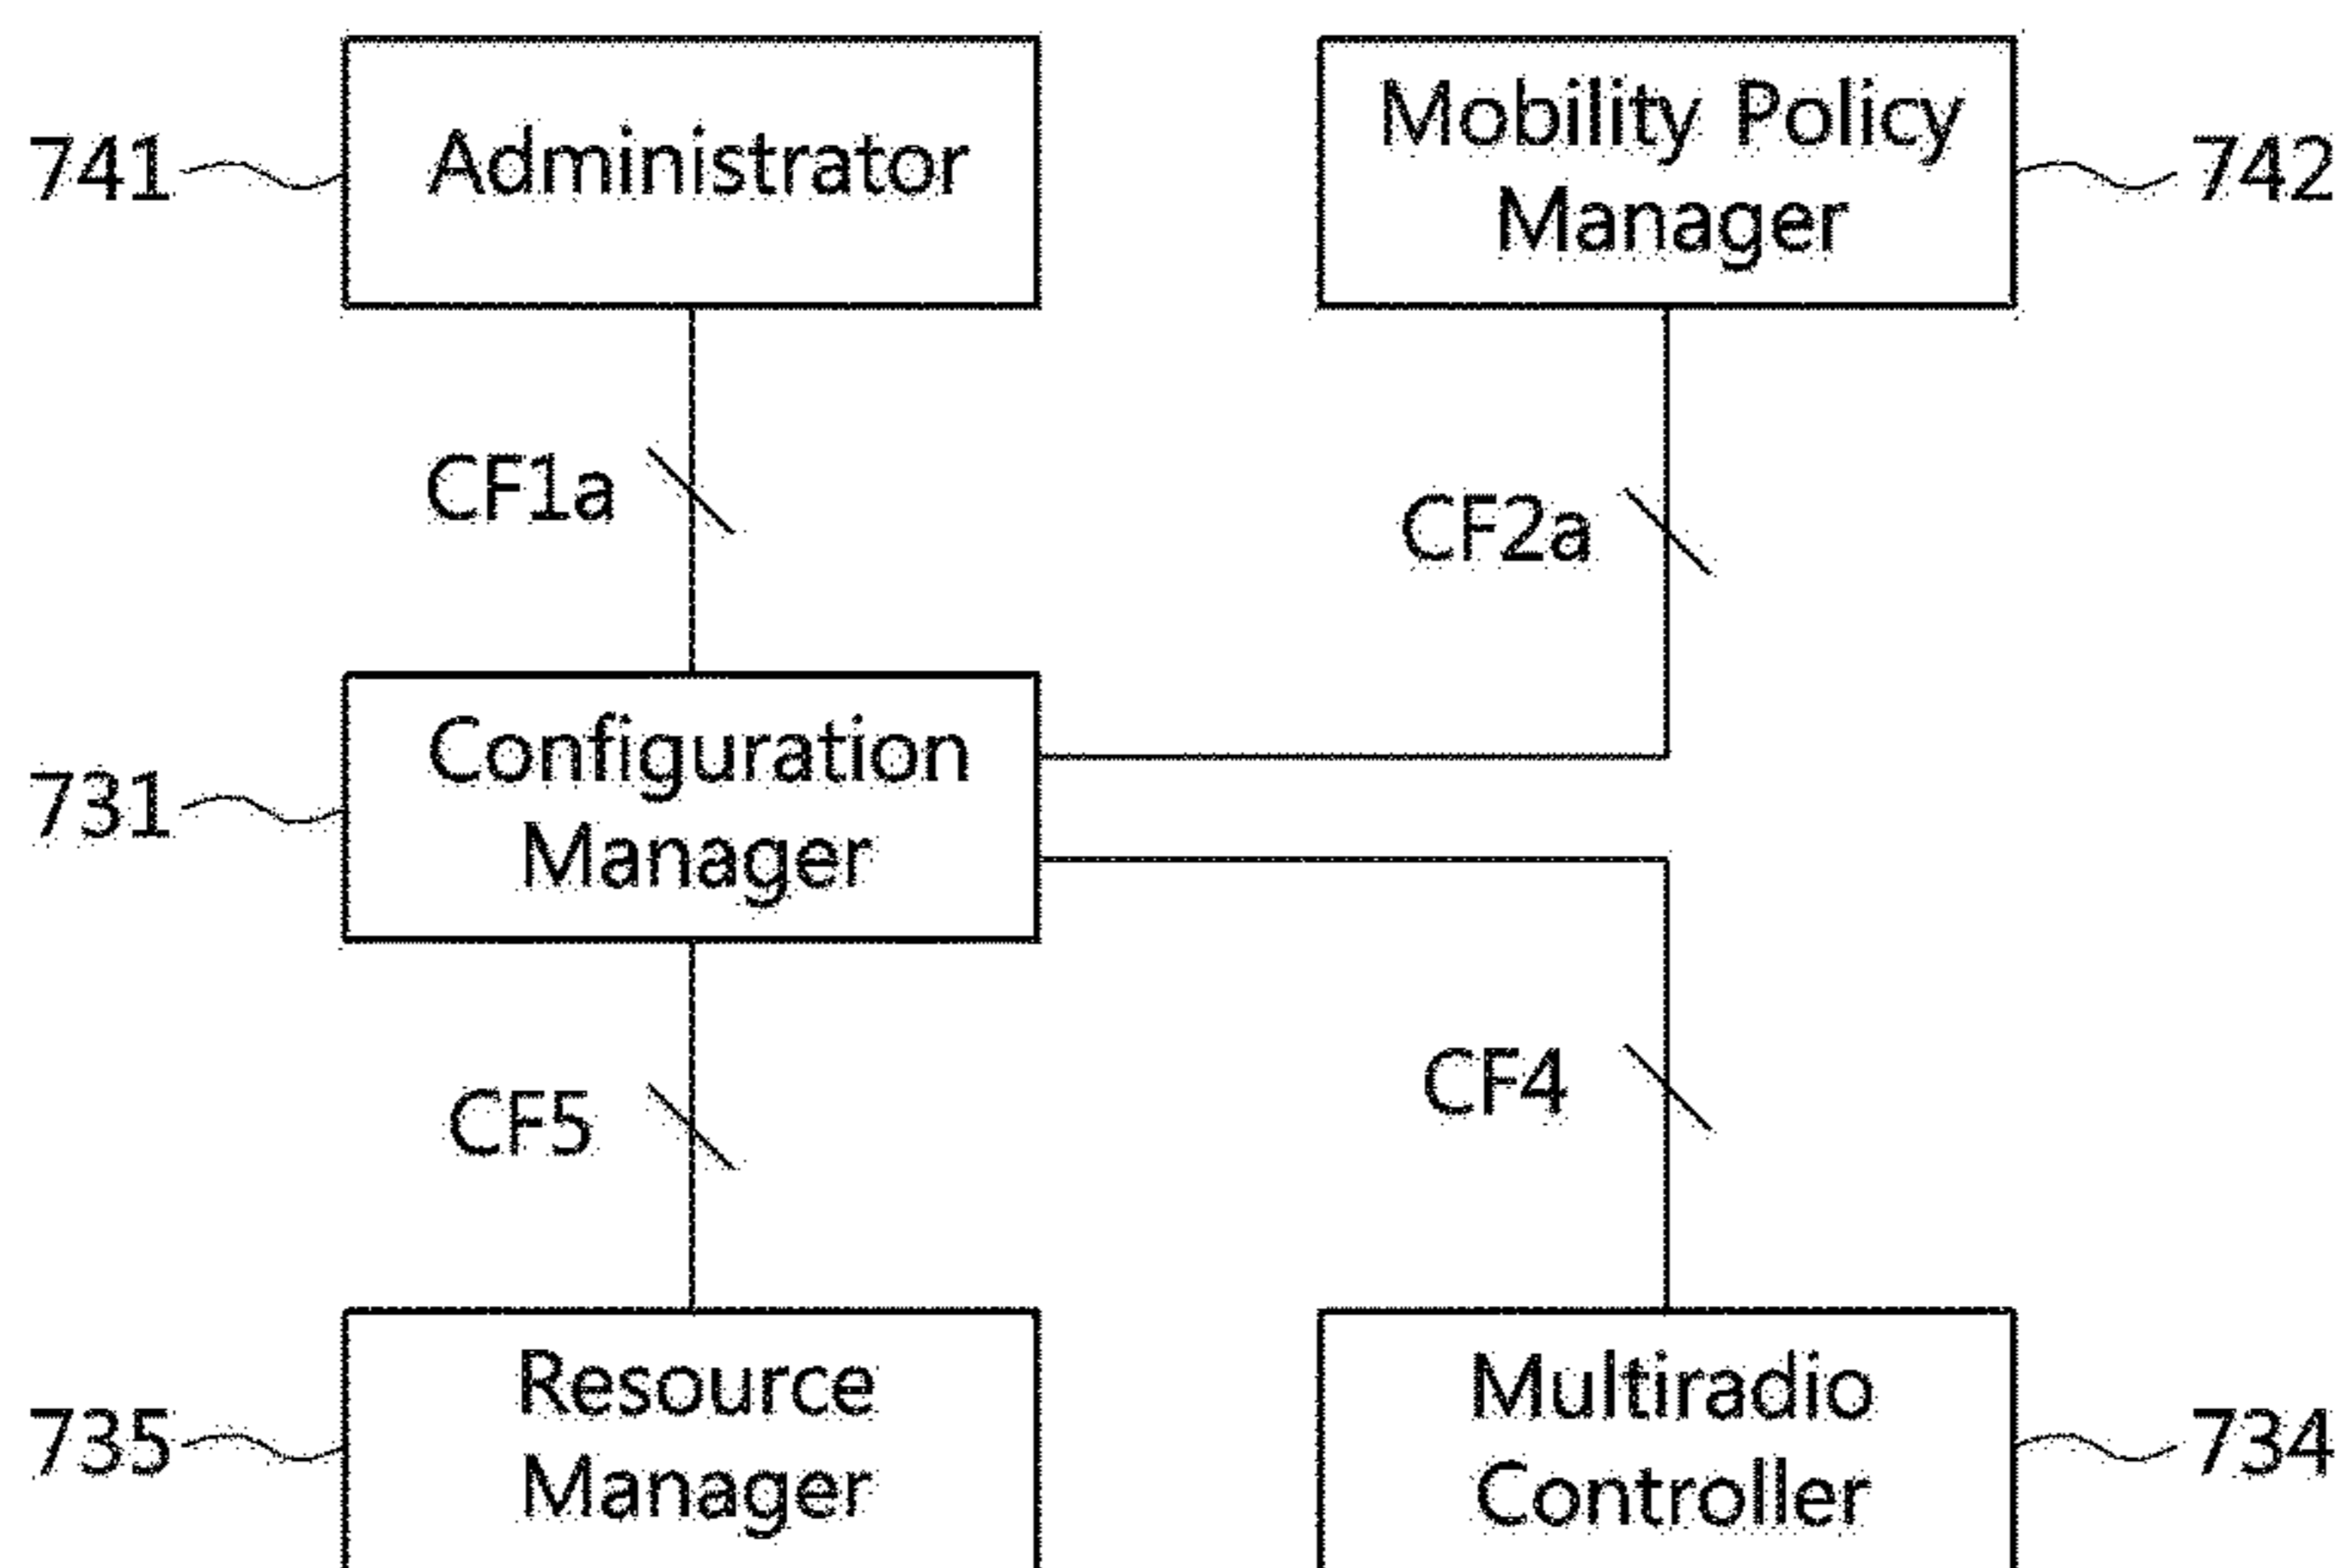 741
Administrator
Mobility Policy
Manager
742
CF1a
CF2a
731
Configuration
Manager
CF5
CF4
735
Resource
Manager
Multiradio
Controller
734